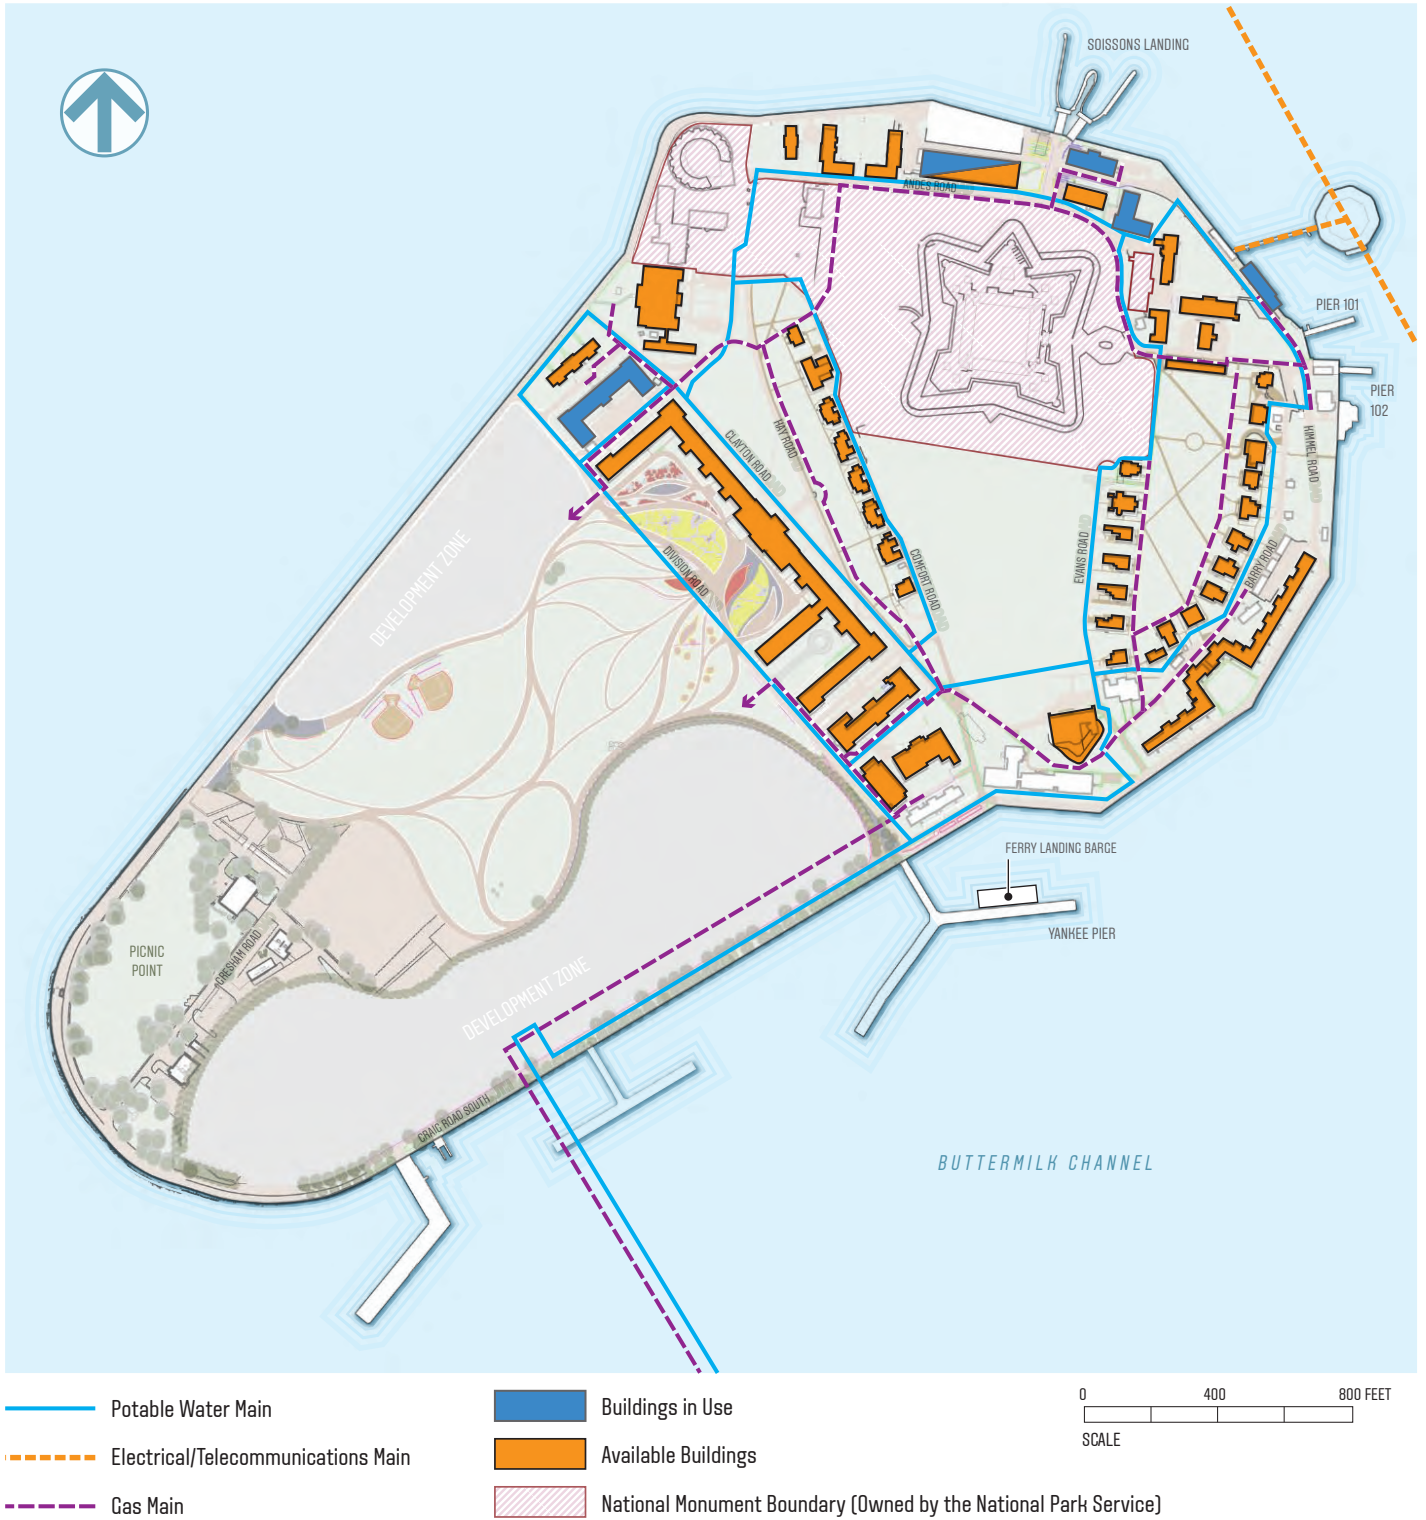 SOISSONS LANDING
ANDES ROAD
PIER 101
PIER
102
KIMMEL ROAD
CLAYTON ROAD
HAY ROAD
DEVELOPMENT ZONE
DIVISION ROAD
COMFORT ROAD
EVANS ROAD
BARRY ROAD
FERRY LANDING BARGE
YANKEE PIER
PICNIC
POINT
GRESHAM ROAD
DEVELOPMENT ZONE
CRAIG ROAD SOUTH
BUTTERMILK CHANNEL
Potable Water Main
Electrical/Telecommunications Main
Gas Main
Buildings in Use
Available Buildings
National Monument Boundary (Owned by the National Park Service)
0 400 800 FEET
SCALE